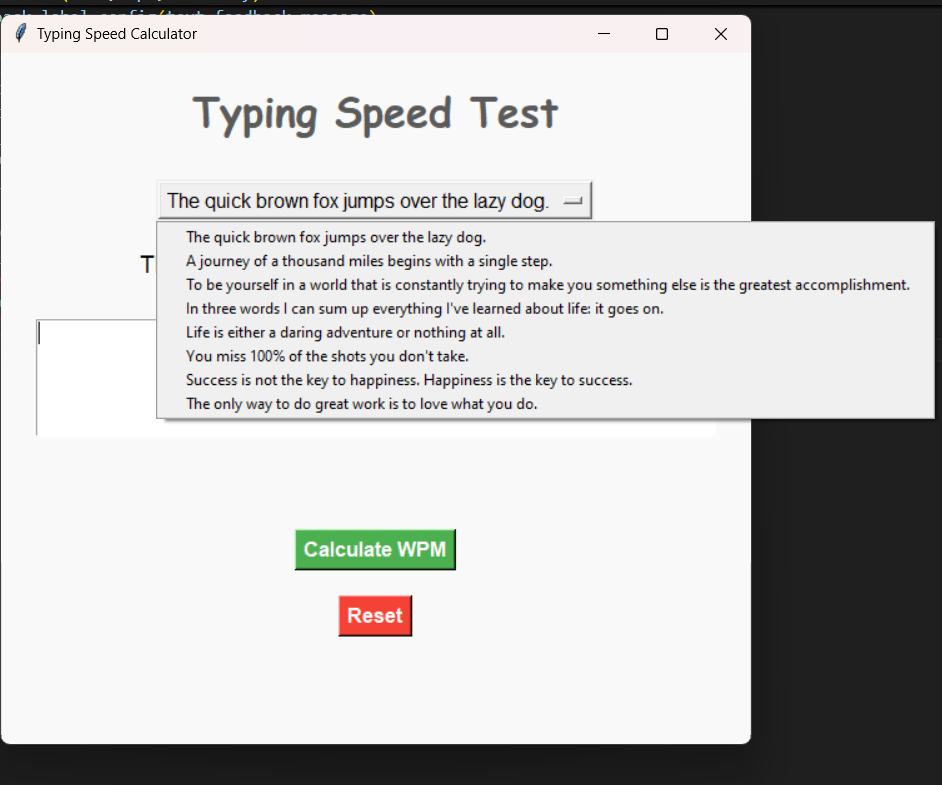 Typing Speed Calculator
Typing Speed Test
The quick brown fox jumps over the lazy dog.
The quick brown fox jumps over the lazy dog.
A journey of a thousand miles begins with a single step.
To be yourself in a world that is constantly trying to make you something else is the greatest accomplishment.
In three words I can sum up everything I've learned about life: it goes on.
Life is either a daring adventure or nothing at all.
You miss 100% of the shots you don't take.
Success is not the key to happiness. Happiness is the key to success.
The only way to do great work is to love what you do.
Calculate WPM
Reset